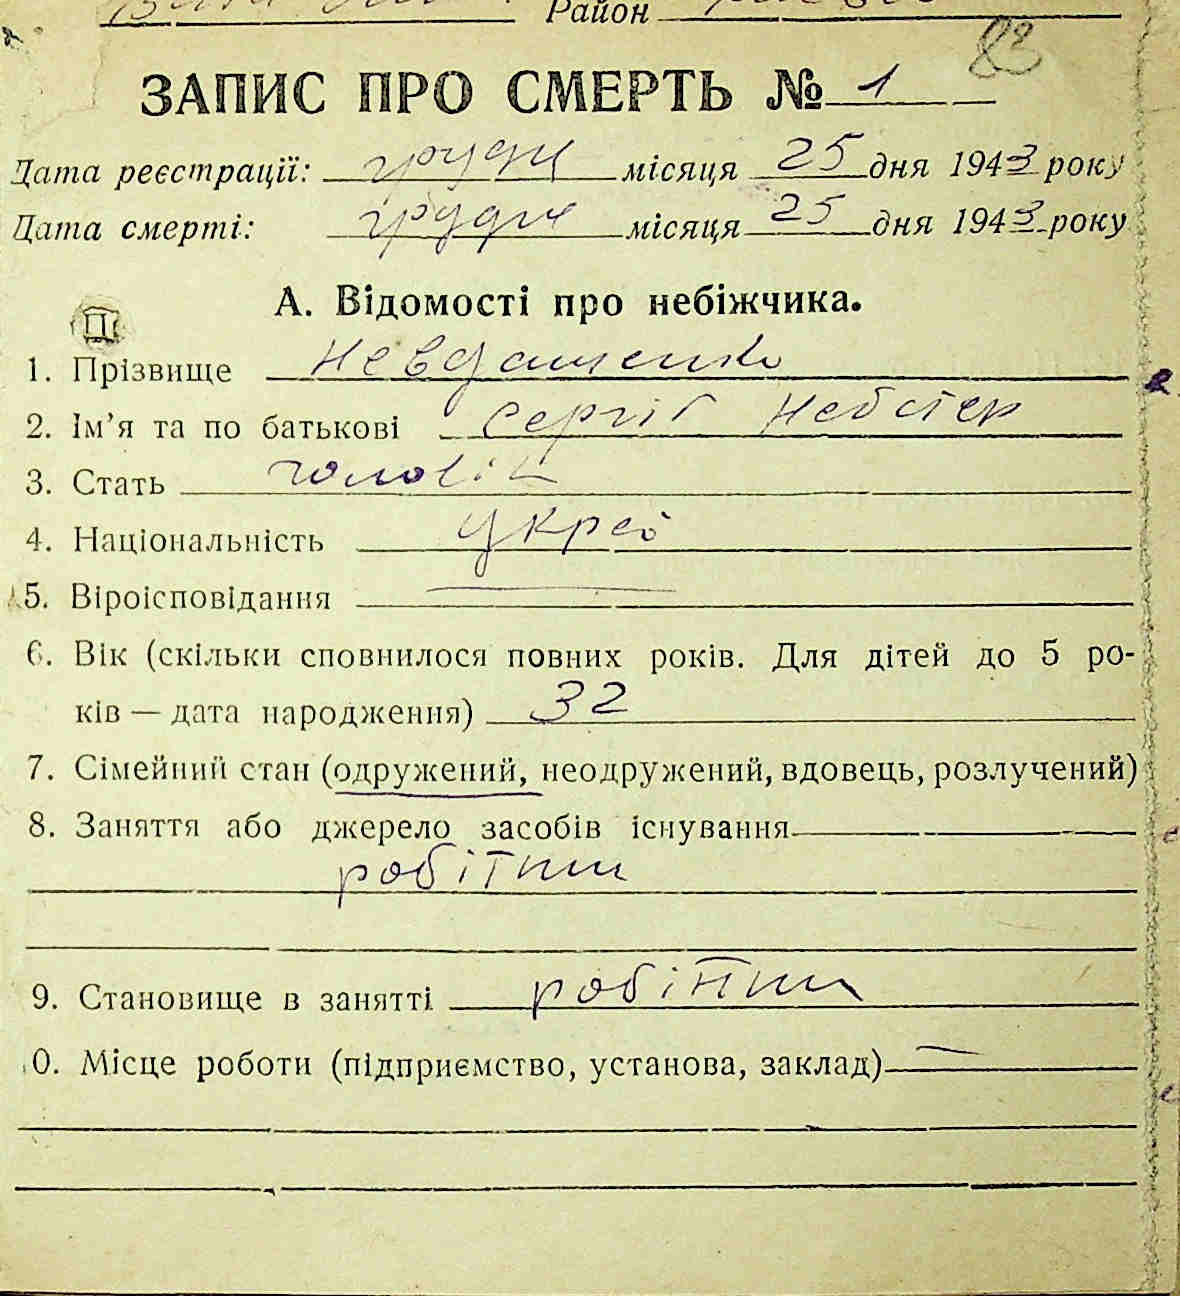 Район
83
ЗАПИС ПРО СМЕРТЬ № 1
Дата реєстрації: грудн місяця 25 дня 1943 року
Дата смерті: грудн місяця 25 дня 1943 року
А. Відомості про небіжчика.
1. Прізвище Невдашенко
2. Ім’я та по батькові Сергій
3. Стать чоловік
4. Національність украї
5. Віроісповідання
6. Вік (скільки сповнилося повних років. Для дітей до 5 ро-
ків — дата народження) 32
7. Сімейний стан (одружений, неодружений, вдовець, розлучений)
8. Заняття або джерело засобів існування
робітник
9. Становище в занятті робітник
0. Місце роботи (підприємство, установа, заклад)